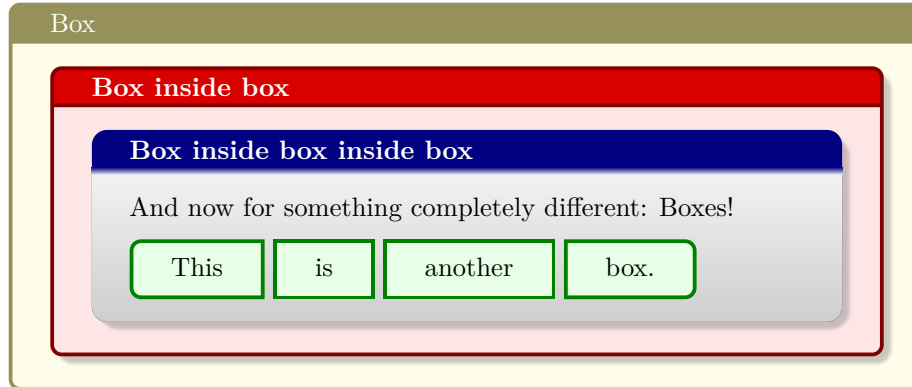 Box
Box inside box
Box inside box inside box
And now for something completely different: Boxes!
This is another box.